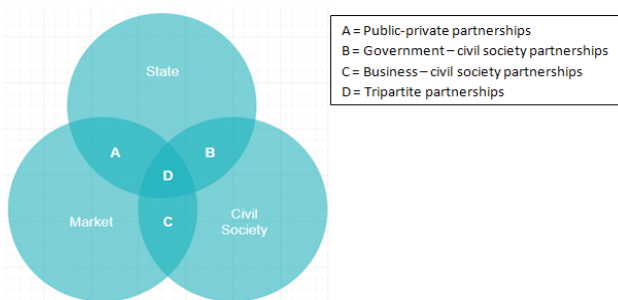 State
A
B
D
Market
C
Civil
Society
A = Public-private partnerships
B = Government – civil society partnerships
C = Business – civil society partnerships
D = Tripartite partnerships